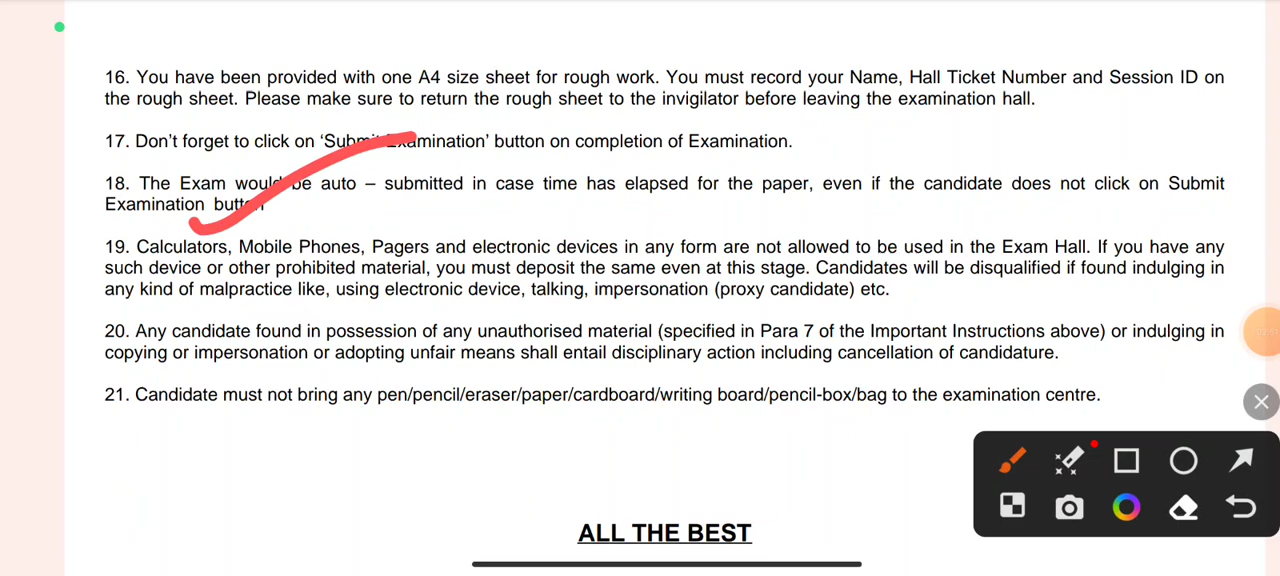 16. You have been provided with one A4 size sheet for rough work. You must record your Name, Hall Ticket Number and Session ID on
the rough sheet. Please make sure to return the rough sheet to the invigilator before leaving the examination hall.
17. Don’t forget to click on ‘Submit Examination’ button on completion of Examination.
18. The Exam would be auto – submitted in case time has elapsed for the paper, even if the candidate does not click on Submit
Examination button
19. Calculators, Mobile Phones, Pagers and electronic devices in any form are not allowed to be used in the Exam Hall. If you have any
such device or other prohibited material, you must deposit the same even at this stage. Candidates will be disqualified if found indulging in
any kind of malpractice like, using electronic device, talking, impersonation (proxy candidate) etc.
20. Any candidate found in possession of any unauthorised material (specified in Para 7 of the Important Instructions above) or indulging in
copying or impersonation or adopting unfair means shall entail disciplinary action including cancellation of candidature.
21. Candidate must not bring any pen/pencil/eraser/paper/cardboard/writing board/pencil-box/bag to the examination centre.
ALL THE BEST